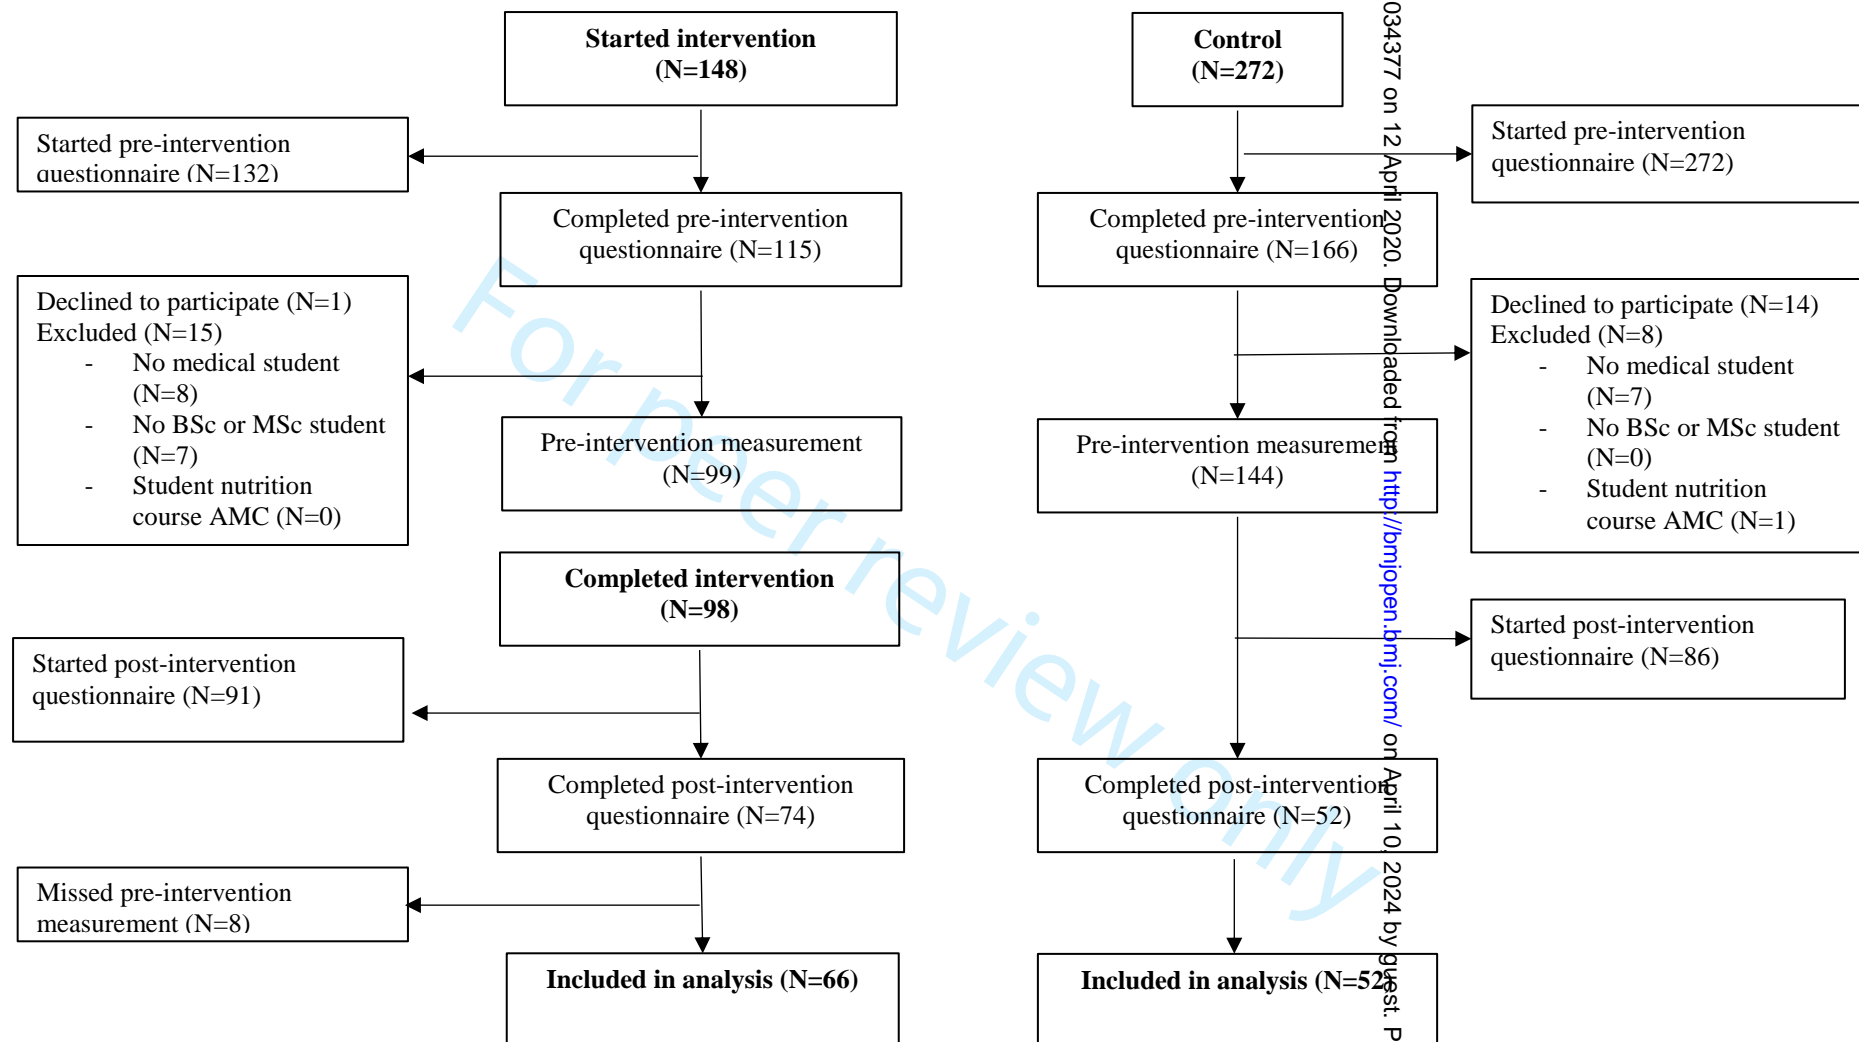 Started intervention
(N=148)
Control
(N=272)
Started pre-intervention
questionnaire (N=132)
Started pre-intervention
questionnaire (N=272)
Completed pre-intervention
questionnaire (N=115)
Completed pre-intervention
questionnaire (N=166)
Declined to participate (N=1)
Excluded (N=15)
- No medical student
(N=8)
- No BSc or MSc student
(N=7)
- Student nutrition
course AMC (N=0)
Declined to participate (N=14)
Excluded (N=8)
- No medical student
(N=7)
- No BSc or MSc student
(N=0)
- Student nutrition
course AMC (N=1)
Pre-intervention measurement
(N=99)
Pre-intervention measurement
(N=144)
Completed intervention
(N=98)
Started post-intervention
questionnaire (N=91)
Started post-intervention
questionnaire (N=86)
Completed post-intervention
questionnaire (N=74)
Completed post-intervention
questionnaire (N=52)
Missed pre-intervention
measurement (N=8)
Included in analysis (N=66)
Included in analysis (N=52)
For peer review only
034377 on 12 April 2020. Downloaded from http://bmjopen.bmj.com/ on April 10, 2024 by guest. P